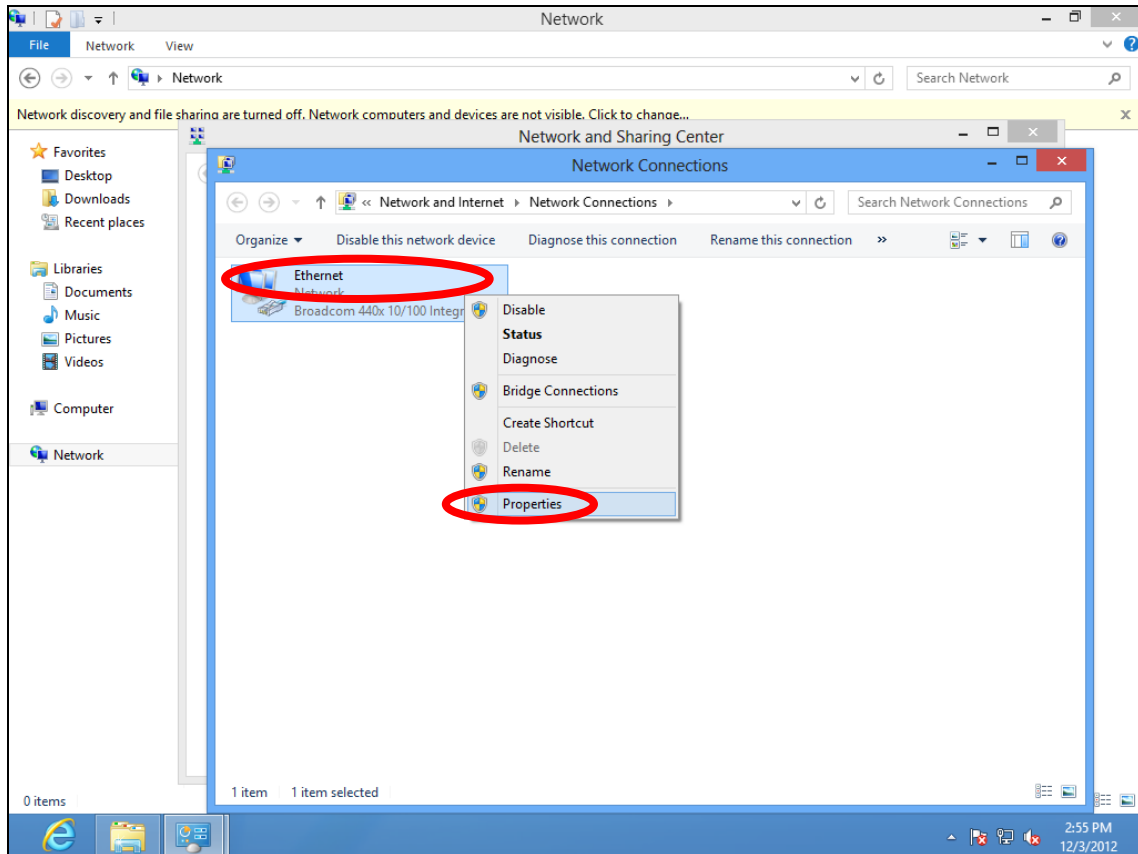 Network
File Network View
Network Search Network
Network discovery and file sharing are turned off. Network computers and devices are not visible. Click to change...
Network and Sharing Center
Favorites
Desktop
Downloads
Recent places
Libraries
Documents
Music
Pictures
Videos
Computer
Network
0 items
Network Connections
« Network and Internet Network Connections Search Network Connections
Organize Disable this network device Diagnose this connection Rename this connection »
Ethernet
Network
Broadcom 440x 10/100 Integr
Disable
Status
Diagnose
Bridge Connections
Create Shortcut
Delete
Rename
Properties
1 item 1 item selected
2:55 PM
12/3/2012